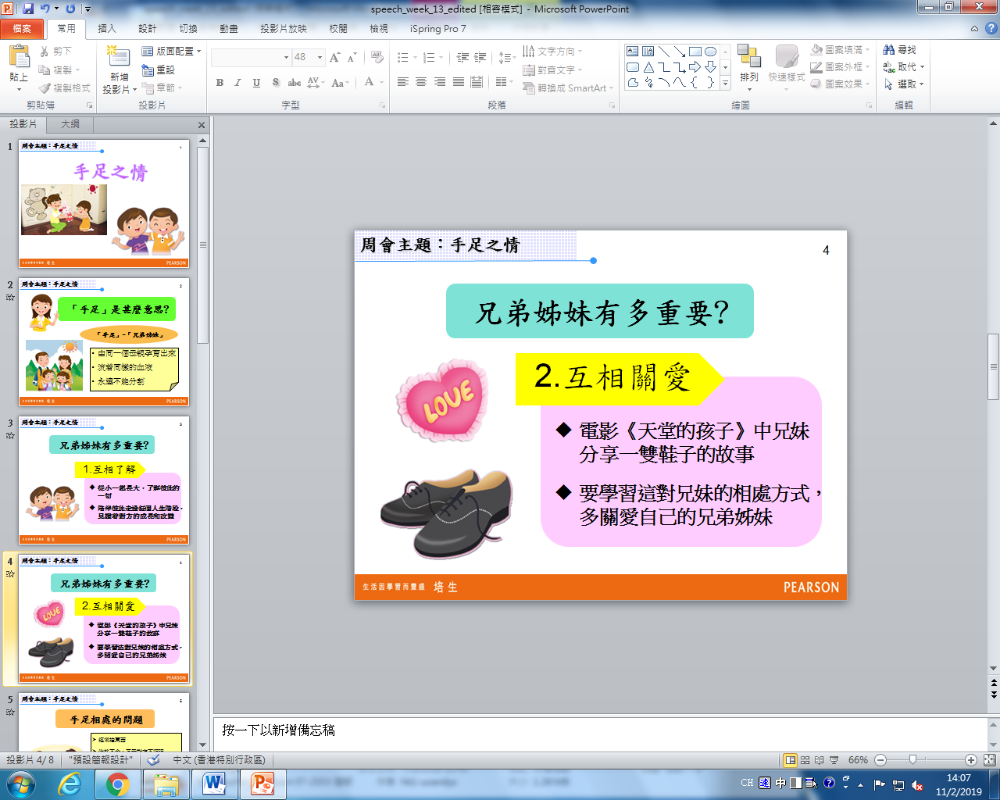 speech_week_13_edited [相容模式] - Microsoft PowerPoint
檔案 常用 插入 設計 切換 動畫 投影片放映 校閱 檢視 iSpring Pro 7
貼上 剪下 複製 複製格式 剪貼簿
新增投影片 版面配置 重設 章節 投影片
48 字型
文字方向 對齊文字 轉換成 SmartArt 段落
排列 快速樣式 圖案填滿 圖案外框 圖案效果 繪圖
尋找 取代 選取 編輯
投影片 大綱
1
周會主題：手足之情
手足之情
PEARSON
2
周會主題：手足之情
「手足」是甚麼意思?
「手足」-「兄弟姊妹」
• 由同一個母親孕育出來
• 流著同樣的血液
• 永遠不能分割
PEARSON
3
周會主題：手足之情
兄弟姊妹有多重要?
1.互相了解
從小一起長大，了解彼此的
一切
陪伴彼此走過每個人生階段，
見證著對方的成長和改變
PEARSON
4
周會主題：手足之情
兄弟姊妹有多重要?
2.互相關愛
LOVE
電影《天堂的孩子》中兄妹
分享一雙鞋子的故事
要學習這對兄妹的相處方式，
多關愛自己的兄弟姊妹
PEARSON
5
周會主題：手足之情
手足相處的問題
經常搶東西
周會主題：手足之情
4
兄弟姊妹有多重要?
2.互相關愛
LOVE
◆ 電影《天堂的孩子》中兄妹
分享一雙鞋子的故事
◆ 要學習這對兄妹的相處方式，
多關愛自己的兄弟姊妹
生活因學習而靈感 培生 PEARSON
按一下以新增備忘稿
投影片 4/ 8 "預設簡報設計" 中文 (香港特別行政區) 66%
CH 速 中 14:07
11/2/2019